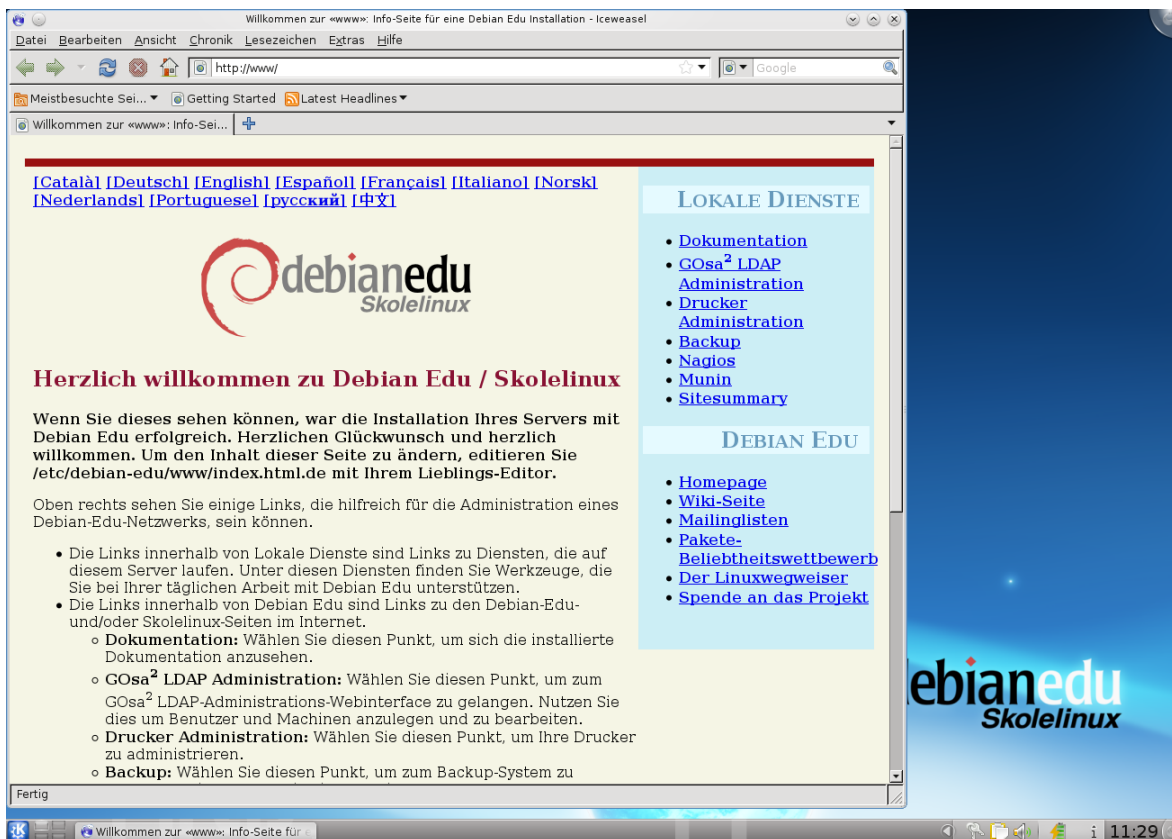 Willkommen zur «www»: Info-Seite für eine Debian Edu Installation - Iceweasel
Datei Bearbeiten Ansicht Chronik Lesezeichen Extras Hilfe
http://www/
Google
Meistbesuchte Sei... Getting Started Latest Headlines
Willkommen zur «www»: Info-Sei...
[Català] [Deutsch] [English] [Español] [Français] [Italiano] [Norsk]
[Nederlands] [Portuguese] [русский] [中文]
debianedu
Skolelinux
Herzlich willkommen zu Debian Edu / Skolelinux
Wenn Sie dieses sehen können, war die Installation Ihres Servers mit
Debian Edu erfolgreich. Herzlichen Glückwunsch und herzlich
willkommen. Um den Inhalt dieser Seite zu ändern, editieren Sie
/etc/debian-edu/www/index.html.de mit Ihrem Lieblings-Editor.
Oben rechts sehen Sie einige Links, die hilfreich für die Administration eines
Debian-Edu-Netzwerks, sein können.
Die Links innerhalb von Lokale Dienste sind Links zu Diensten, die auf
diesem Server laufen. Unter diesen Diensten finden Sie Werkzeuge, die
Sie bei Ihrer täglichen Arbeit mit Debian Edu unterstützen.
Die Links innerhalb von Debian Edu sind Links zu den Debian-Edu-
und/oder Skolelinux-Seiten im Internet.
Dokumentation: Wählen Sie diesen Punkt, um sich die installierte
Dokumentation anzusehen.
GOsa² LDAP Administration: Wählen Sie diesen Punkt, um zum
GOsa² LDAP-Administrations-Webinterface zu gelangen. Nutzen Sie
dies um Benutzer und Machinen anzulegen und zu bearbeiten.
Drucker Administration: Wählen Sie diesen Punkt, um Ihre Drucker
zu administrieren.
Backup: Wählen Sie diesen Punkt, um zum Backup-System zu
LOKALE DIENSTE
Dokumentation
GOsa² LDAP
Administration
Drucker
Administration
Backup
Nagios
Munin
Sitesummary
DEBIAN EDU
Homepage
Wiki-Seite
Mailinglisten
Pakete-
Beliebtheitswettbewerb
Der Linuxwegweiser
Spende an das Projekt
ebianedu
Skolelinux
Fertig
Willkommen zur «www»: Info-Seite für
11:29